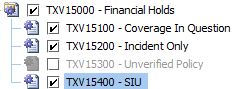 TXV15000 - Financial Holds
TXV15100 - Coverage In Question
TXV15200 - Incident Only
TXV15300 - Unverified Policy
TXV15400 - SIU